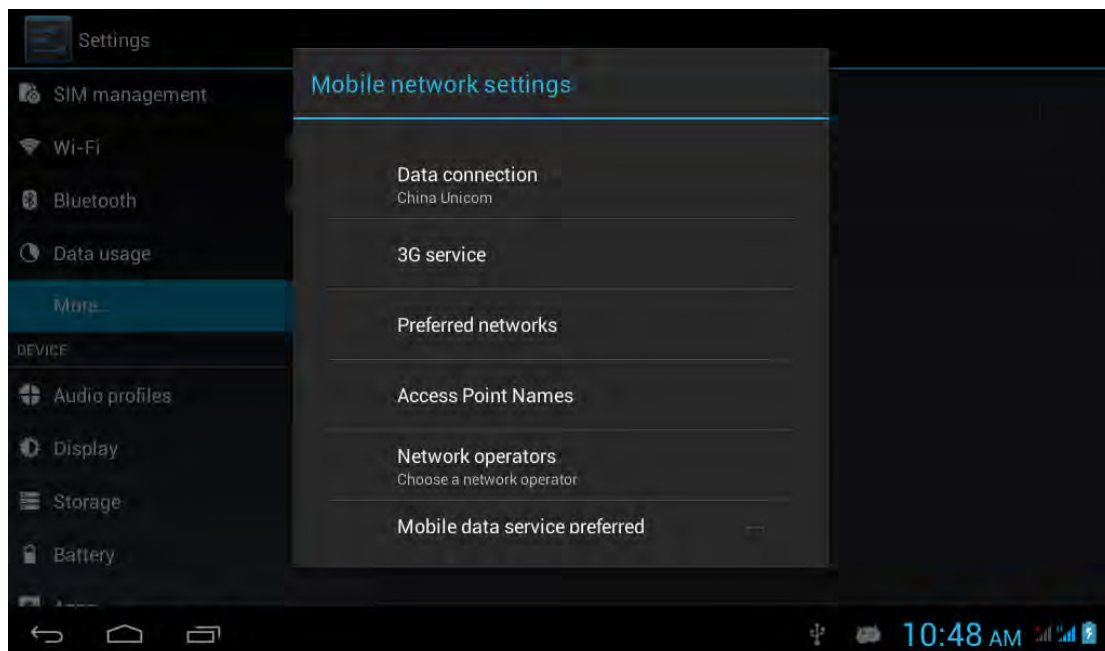 Settings
SIM management
Wi-Fi
Bluetooth
Data usage
More...
DEVICE
Audio profiles
Display
Storage
Battery
Mobile network settings
Data connection
China Unicom
3G service
Preferred networks
Access Point Names
Network operators
Choose a network operator
Mobile data service preferred
10:48 AM